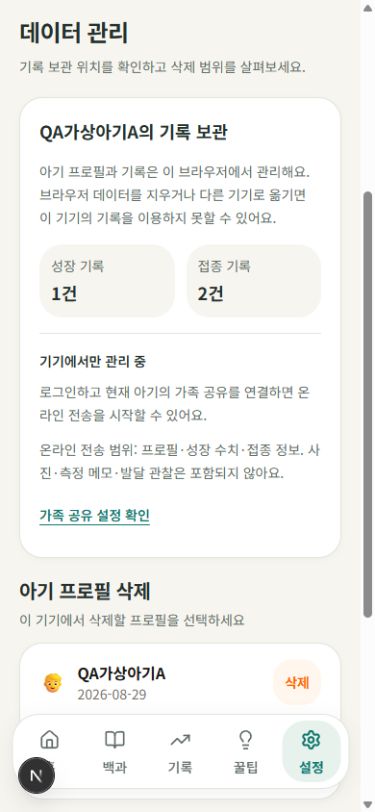 데이터 관리
기록 보관 위치를 확인하고 삭제 범위를 살펴보세요.
QA가상아기A의 기록 보관
아기 프로필과 기록은 이 브라우저에서 관리해요.
브라우저 데이터를 지우거나 다른 기기로 옮기면
이 기기의 기록을 이용하지 못할 수 있어요.
성장 기록
1건
접종 기록
2건
기기에서만 관리 중
로그인하고 현재 아기의 가족 공유를 연결하면 온
라인 전송을 시작할 수 있어요.
온라인 전송 범위: 프로필·성장 수치·접종 정보. 사
진·측정 메모·발달 관찰은 포함되지 않아요.
가족 공유 설정 확인
아기 프로필 삭제
이 기기에서 삭제할 프로필을 선택하세요
QA가상아기A
2026-08-29
삭제
백과
기록
꿀팁
설정
N